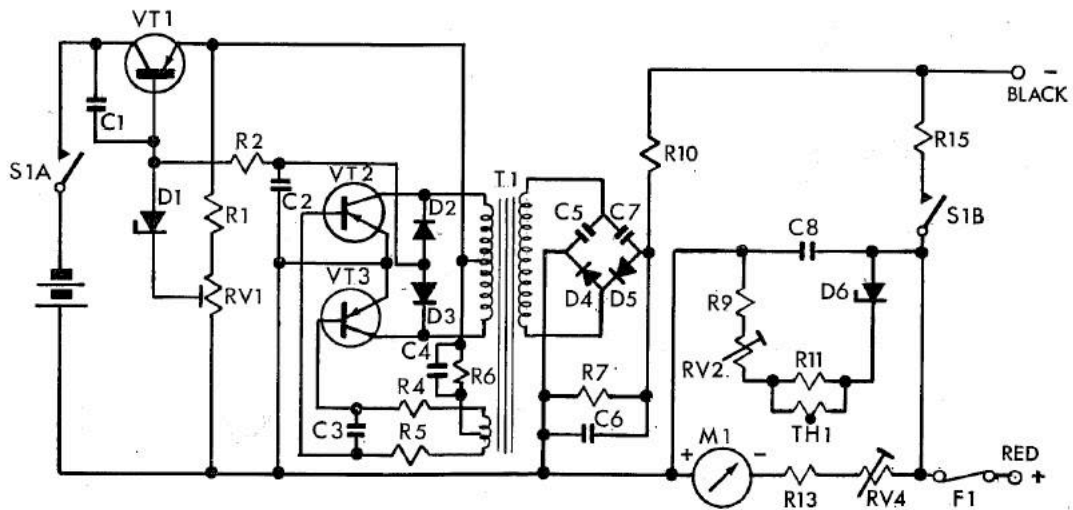 VT1
−
BLACK
C1
R2
R15
R10
S1A
VT2
T1
D1
C2
D2
C5
C7
S1B
R1
C8
VT3
D4
D5
D6
RV1
D3
R9
C4
R11
R6
R7
RV2
R4
C6
TH1
C3
R5
M1
RED
+
−
+
R13
RV4
F1